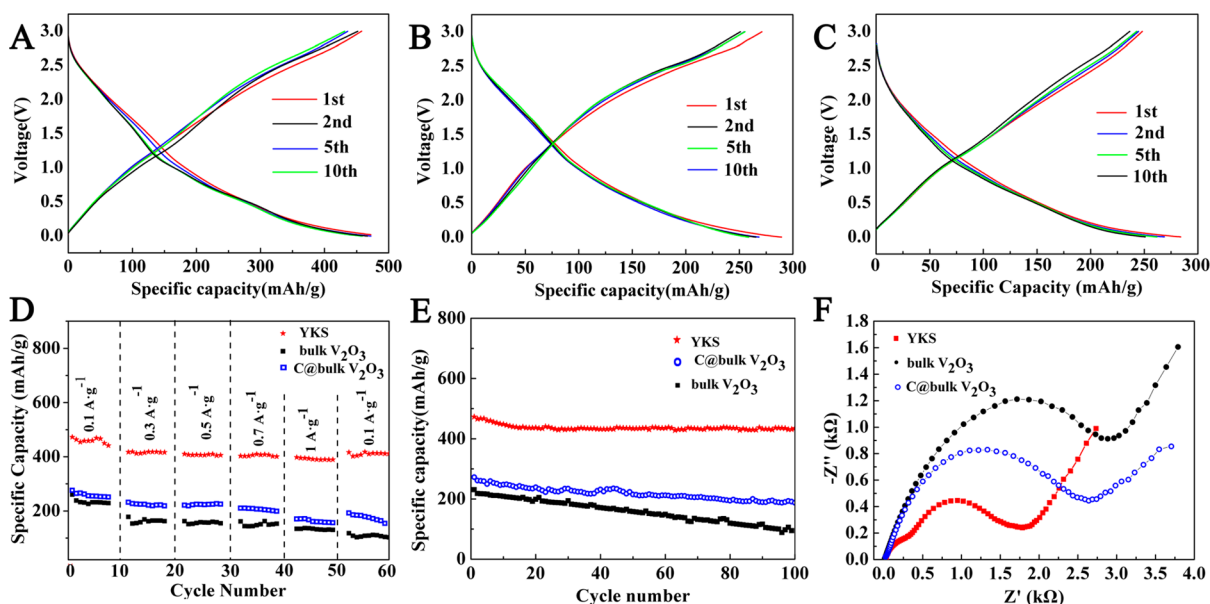 A
3.0
2.5
2.0
1.5
1.0
0.5
0.0
Voltage(V)
1st
2nd
5th
10th
0 100 200 300 400 500
Specific capacity(mAh/g)
B
3.0
2.5
2.0
1.5
1.0
0.5
0.0
Voltage(V)
1st
2nd
5th
10th
0 50 100 150 200 250 300
Specific capacity(mAh/g)
C
3.0
2.5
2.0
1.5
1.0
0.5
0.0
Voltage (V)
1st
2nd
5th
10th
0 50 100 150 200 250 300
Specific Capacity (mAh/g)
D
800
600
400
200
Specific Capacity (mAh/g)
YKS
bulk V₂O₃
C@bulk V₂O₃
0.1 A·g⁻¹
0.3 A·g⁻¹
0.5 A·g⁻¹
0.7 A·g⁻¹
1 A·g⁻¹
0.1 A·g⁻¹
0 10 20 30 40 50 60
Cycle Number
E
800
600
400
200
0
Specific capacity(mAh/g)
YKS
C@bulk V₂O₃
bulk V₂O₃
0 20 40 60 80 100
Cycle number
F
1.8
1.6
1.4
1.2
1.0
0.8
0.6
0.4
0.2
0.0
-Z'' (kΩ)
YKS
bulk V₂O₃
C@bulk V₂O₃
0.0 0.5 1.0 1.5 2.0 2.5 3.0 3.5 4.0
Z' (kΩ)